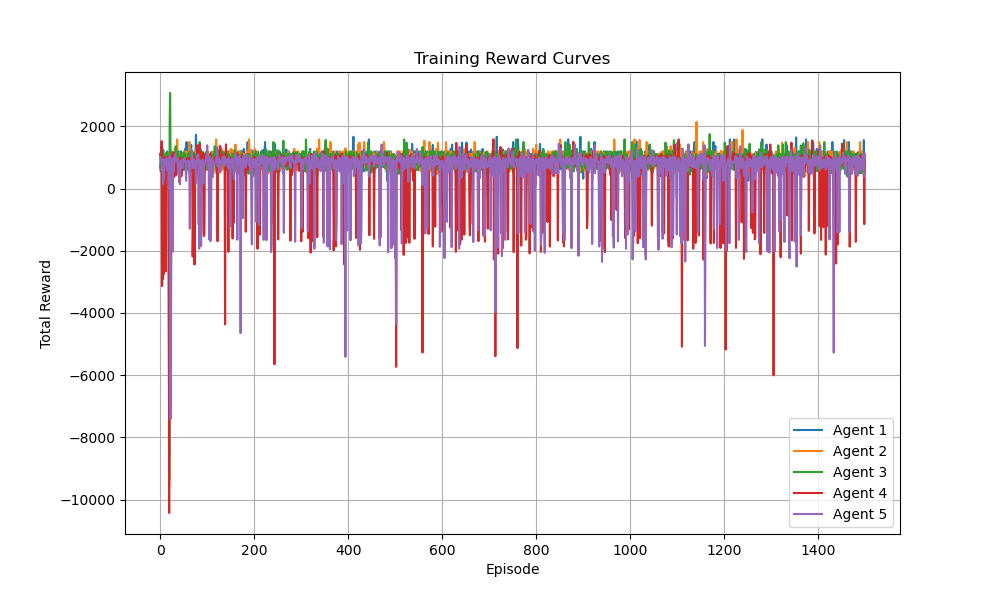 Training Reward Curves
Total Reward
2000
0
−2000
−4000
−6000
−8000
−10000
0 200 400 600 800 1000 1200 1400
Episode
Agent 1
Agent 2
Agent 3
Agent 4
Agent 5